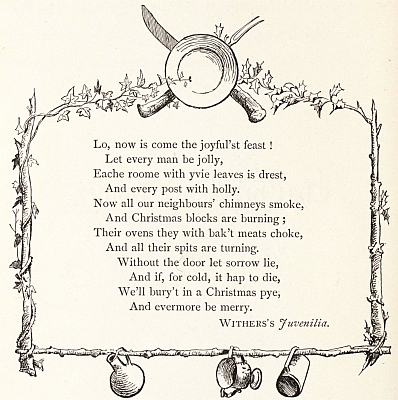 Lo, now is come the joyful'st feast!
Let every man be jolly,
Eache roome with yvie leaves is drest,
And every post with holly.
Now all our neighbours' chimneys smoke,
And Christmas blocks are burning;
Their ovens they with bak't meats choke,
And all their spits are turning.
Without the door let sorrow lie,
And if, for cold, it hap to die,
We'll bury't in a Christmas pye,
And evermore be merry.
WITHERS'S Juvenilia.